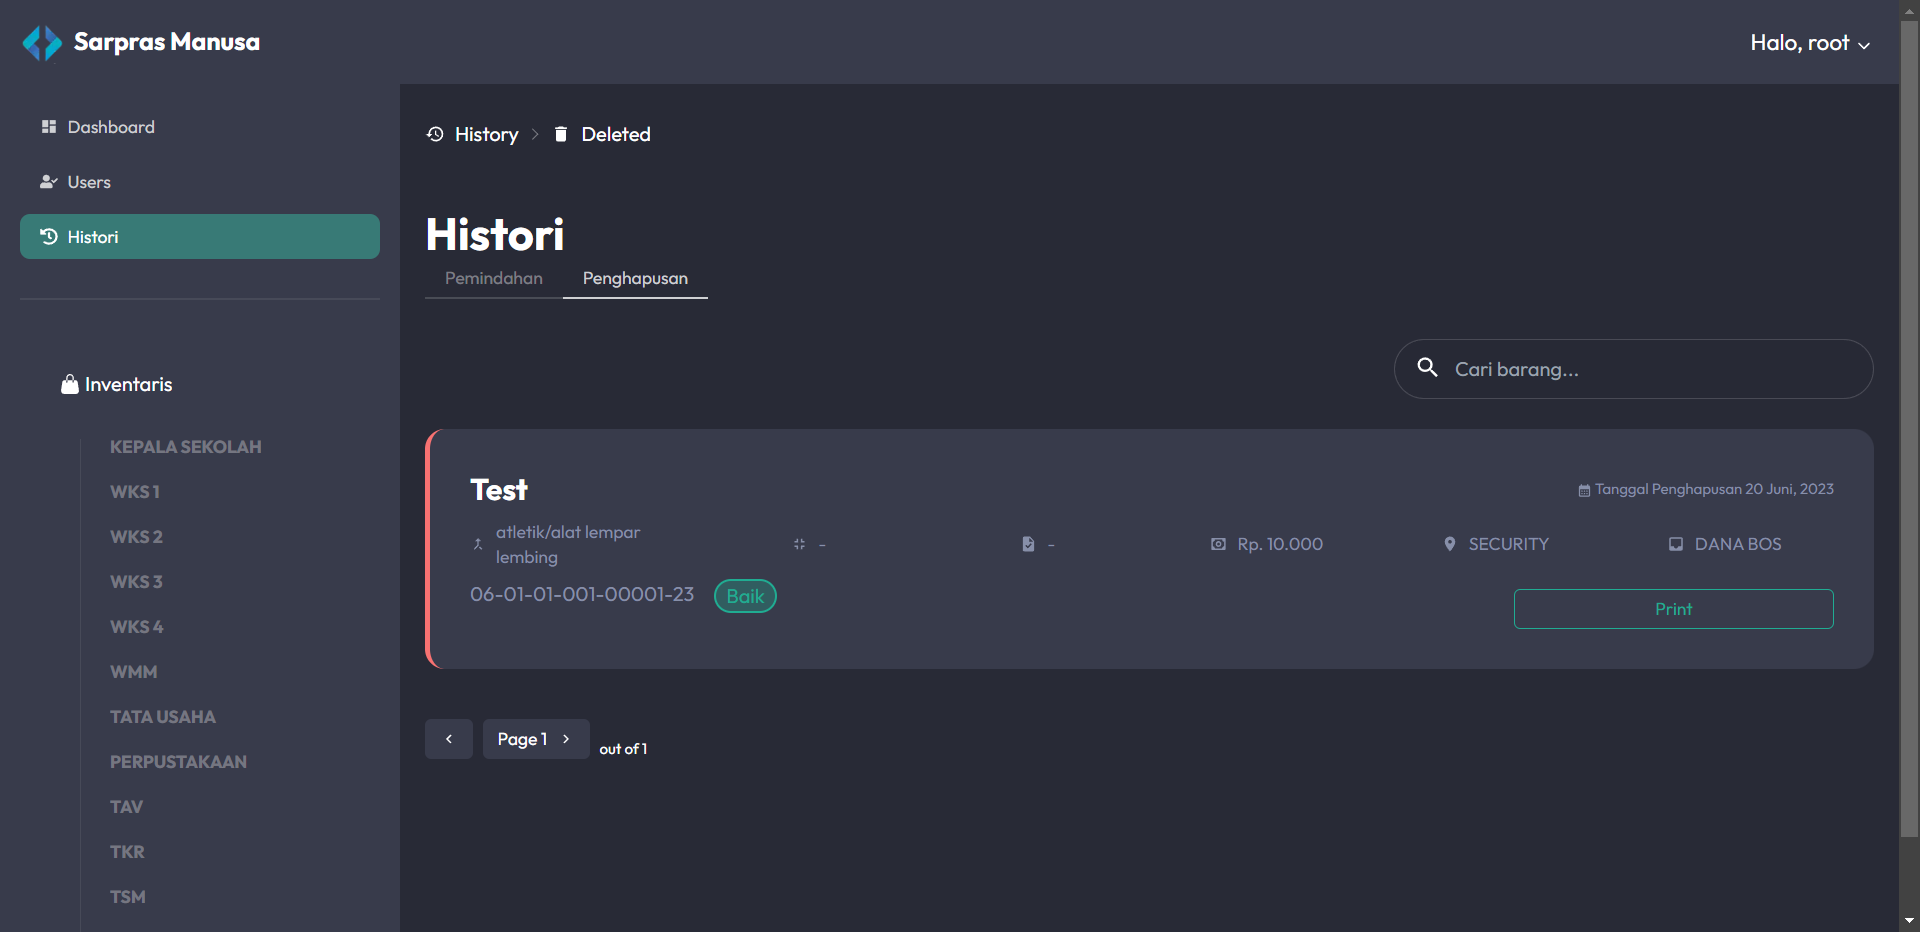 Sarpras Manusa
Halo, root
Dashboard
Users
Histori
Inventaris
KEPALA SEKOLAH
WKS 1
WKS 2
WKS 3
WKS 4
WMM
TATA USAHA
PERPUSTAKAAN
TAV
TKR
TSM
History
Deleted
Histori
Pemindahan
Penghapusan
Cari barang...
Test
Tanggal Penghapusan 20 Juni, 2023
atletik/alat lempar
lembing
-
-
Rp. 10.000
SECURITY
DANA BOS
06-01-01-001-00001-23
Baik
Print
Page 1
out of 1